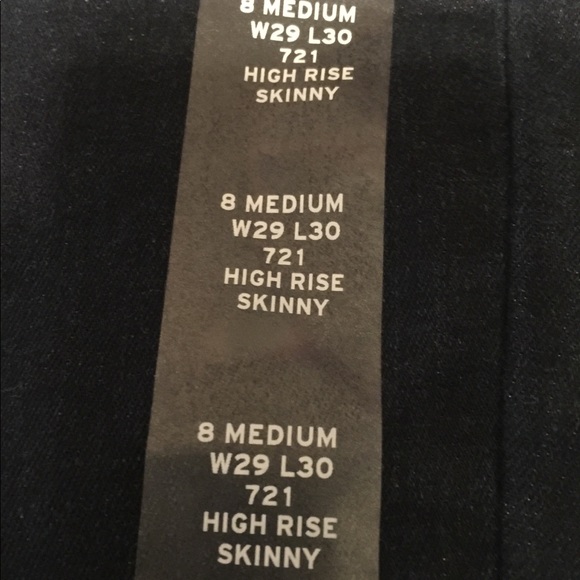 8 MEDIUM
W29 L30
721
HIGH RISE
SKINNY
8 MEDIUM
W29 L30
721
HIGH RISE
SKINNY
8 MEDIUM
W29 L30
721
HIGH RISE
SKINNY